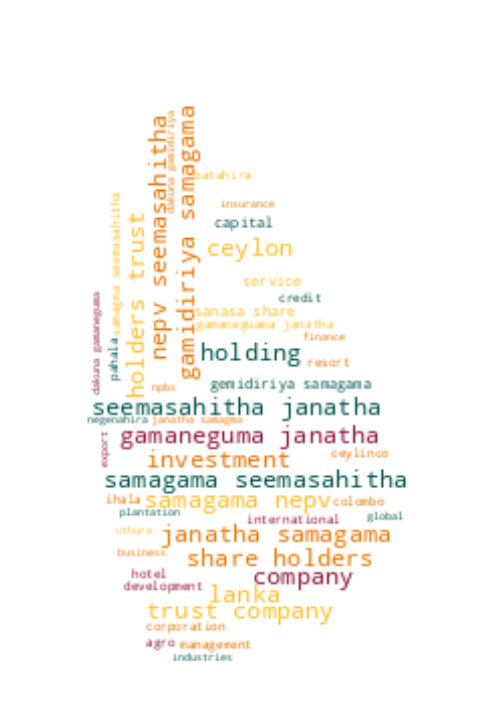 nepv seemasahitha
dakuna gamidiriya
gamidiriya samagama
batahira
samagma seemasahitha
holders trust
insurance
capital
ceylon
service
credit
dakuna gamaneguma
pahala
sanasa share
gamaneguama janatha
finance
holding
resort
npbs
gemidiriya samagama
seemasahitha janatha
negenahira
janatha samagma
export
gamaneguma janatha
investment
ceylinco
samagama seemasahitha
ihala
samagama nepv
colombo
plantation
international
global
uthura
janatha samagama
business
share holders
hotel
company
development
lanka
trust company
corporation
agro
management
industries